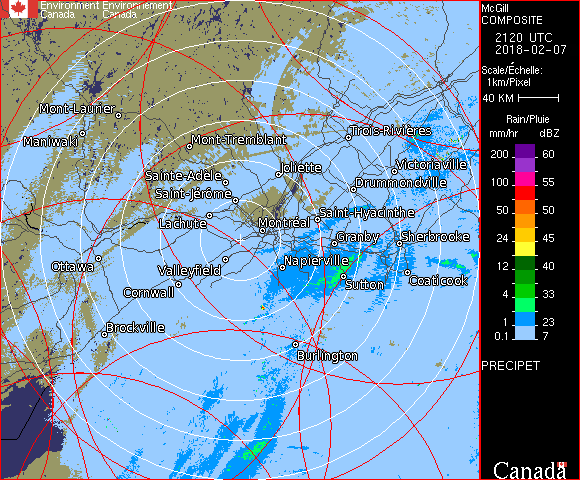 Environment Environnement
Canada Canada
McGill
COMPOSITE
2120 UTC
2018-02-07
Scale/Échelle:
1km/Pixel
40 KM
Rain/Pluie
mm/hr dBZ
200 60
100 55
50 50
24 45
12 40
4 33
1 23
0.1 7
PRECIPET
Canada
Mont-Laurier
Maniwaki
Mont-Tremblant
Trois-Rivières
Joliette
Victoriaville
Sainte-Adèle
Drummondville
Saint-Jérôme
Lachute
Saint-Hyacinthe
Montréal
Granby
Sherbrooke
Ottawa
Valleyfield
Napierville
Coaticook
Cornwall
Sutton
Brockville
Burlington